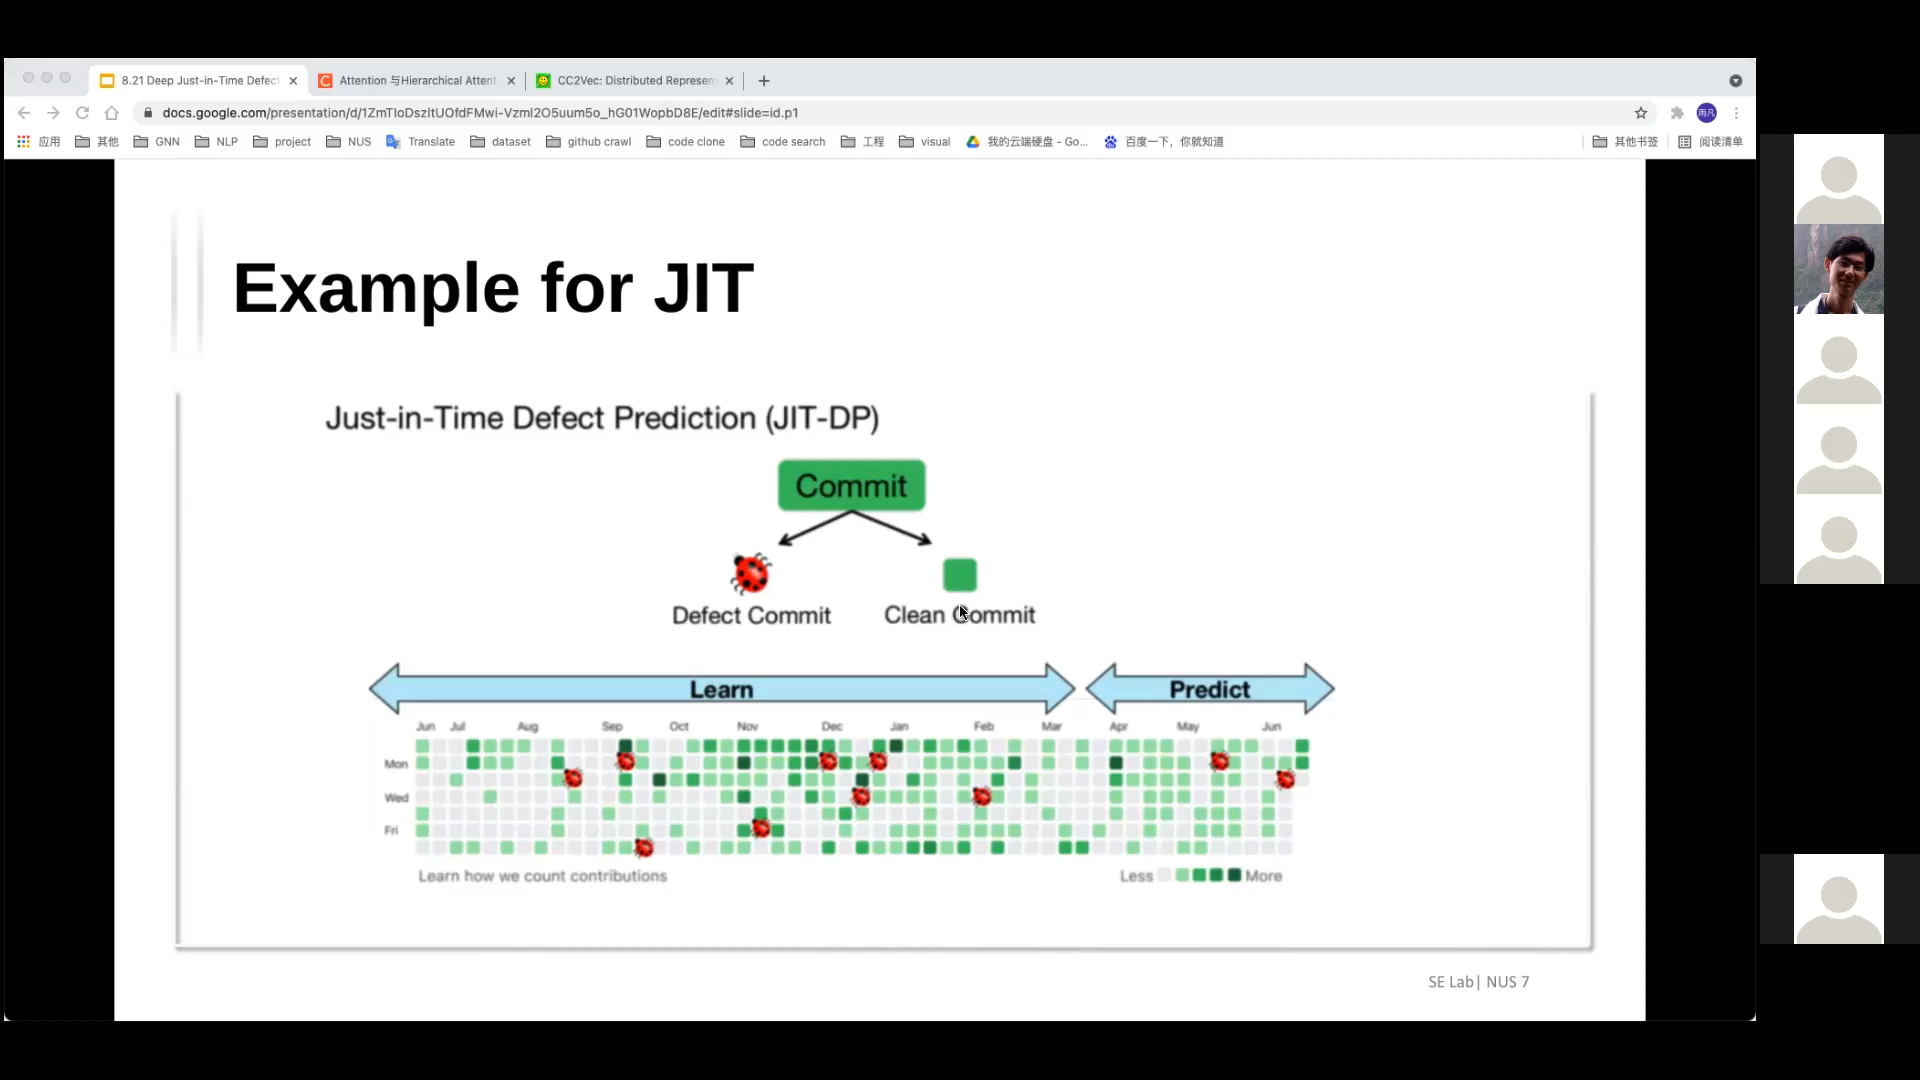 8.21 Deep Just-in-Time Defect
Attention 与Hierarchical Atten
CC2Vec: Distributed Represen
docs.google.com/presentation/d/1ZmTIoDszltUOfdFMwi-Vzml2O5uum5o_hG01WopbD8E/edit#slide=id.p1
雨凡
应用 其他 GNN NLP project NUS Translate dataset github crawl code clone code search 工程 visual 我的云端硬盘 - Go... 百度一下，你就知道 其他书签 阅读清单
Example for JIT
Just-in-Time Defect Prediction (JIT-DP)
Commit
Defect Commit Clean Commit
Learn Predict
Jun Jul Aug Sep Oct Nov Dec Jan Feb Mar Apr May Jun
Mon
Wed
Fri
Learn how we count contributions Less More
SE Lab| NUS 7